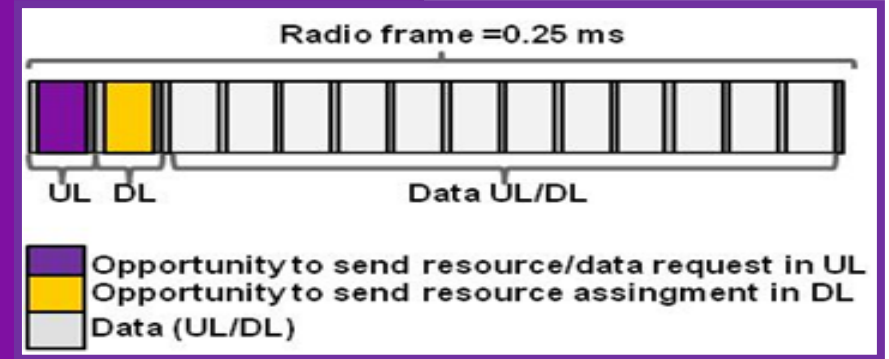 Radio frame =0.25 ms
UL DL Data UL/DL
Opportunity to send resource/data request in UL
Opportunity to send resource assingment in DL
Data (UL/DL)